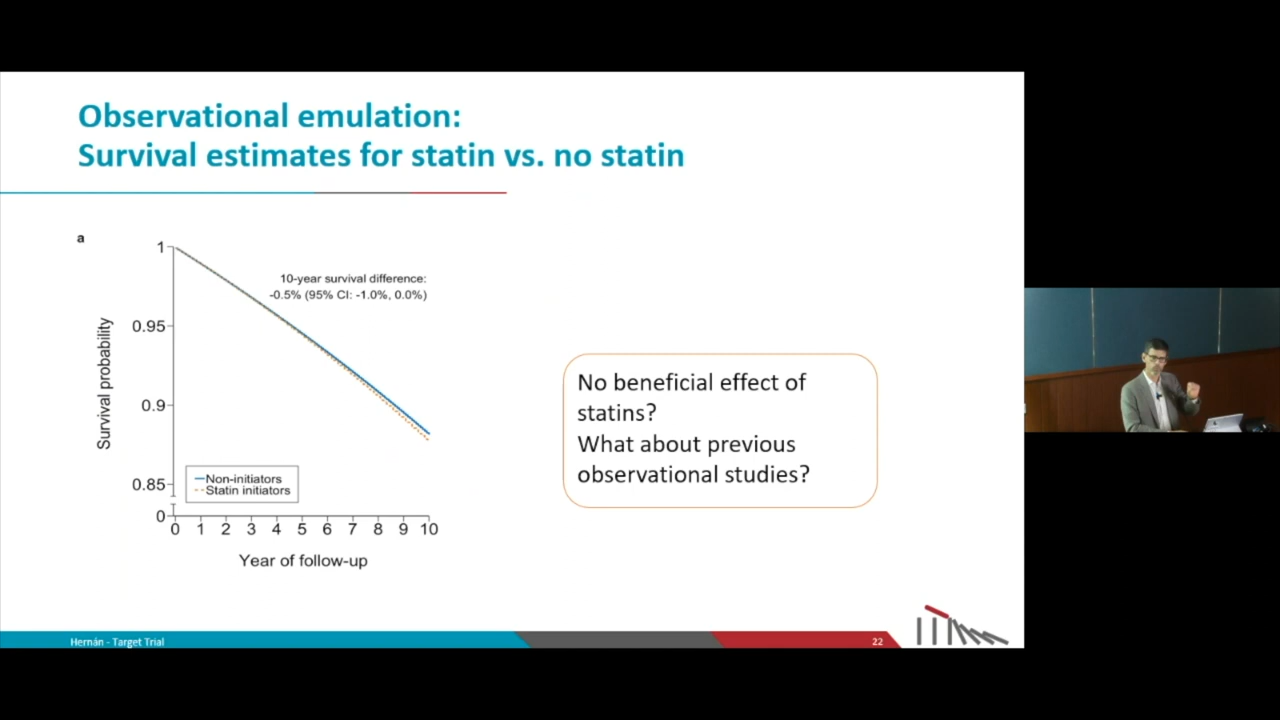 Observational emulation:
Survival estimates for statin vs. no statin
a
10-year survival difference:
-0.5% (95% CI: -1.0%, 0.0%)
Survival probability
1
0.95
0.9
0.85
0
Non-initiators
Statin initiators
0 1 2 3 4 5 6 7 8 9 10
Year of follow-up
No beneficial effect of
statins?
What about previous
observational studies?
Hernán - Target Trial
22